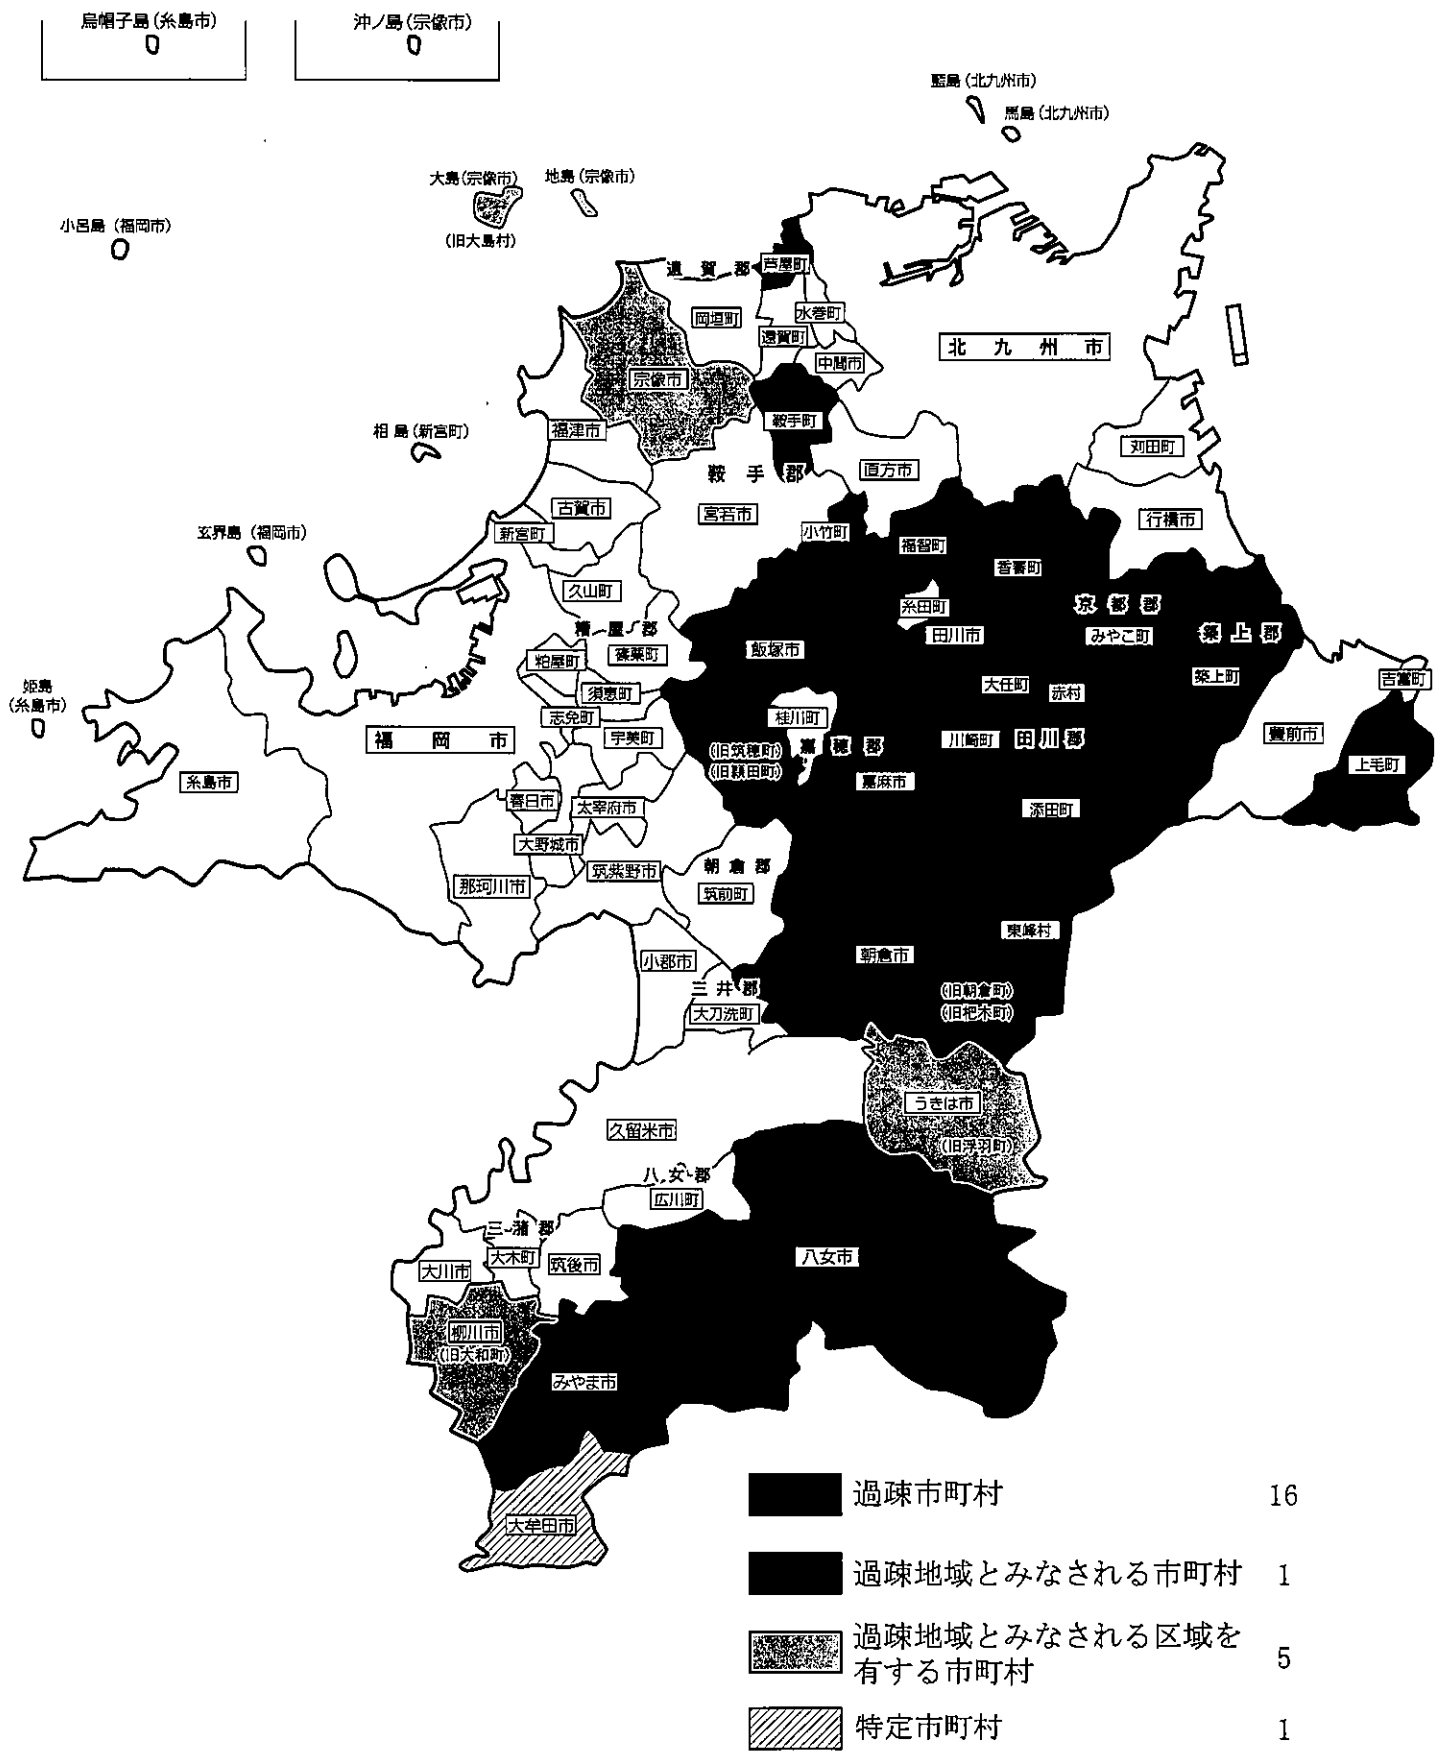 烏帽子島(糸島市)
沖ノ島(宗像市)
藍島(北九州市)
馬島(北九州市)
大島(宗像市)
地島(宗像市)
(旧大島村)
小呂島(福岡市)
遠賀郡
芦屋町
岡垣町
水巻町
遠賀町
中間市
北九州市
宗像市
鞍手町
福津市
相島(新宮町)
苅田町
直方市
鞍手郡
古賀市
宮若市
行橋市
新宮町
小竹町
玄界島(福岡市)
福智町
香春町
久山町
糸田町
京都郡
糟屋郡
田川市
みやこ町
築上郡
篠栗町
飯塚市
粕屋町
築上町
吉富町
須恵町
大任町
赤村
姫島
(糸島市)
志免町
桂川町
福岡市
宇美町
嘉穂郡
川崎町
田川郡
豊前市
(旧筑穂町)
(旧頴田町)
上毛町
糸島市
嘉麻市
春日市
太宰府市
添田町
大野城市
朝倉郡
筑紫野市
那珂川市
筑前町
東峰村
朝倉市
小郡市
三井郡
(旧朝倉町)
大刀洗町
(旧杷木町)
うきは市
久留米市
(旧浮羽町)
八女郡
広川町
三潴郡
大木町
八女市
筑後市
大川市
柳川市
(旧大和町)
みやま市
大牟田市
過疎市町村 16
過疎地域とみなされる市町村 1
過疎地域とみなされる区域を
有する市町村 5
特定市町村 1